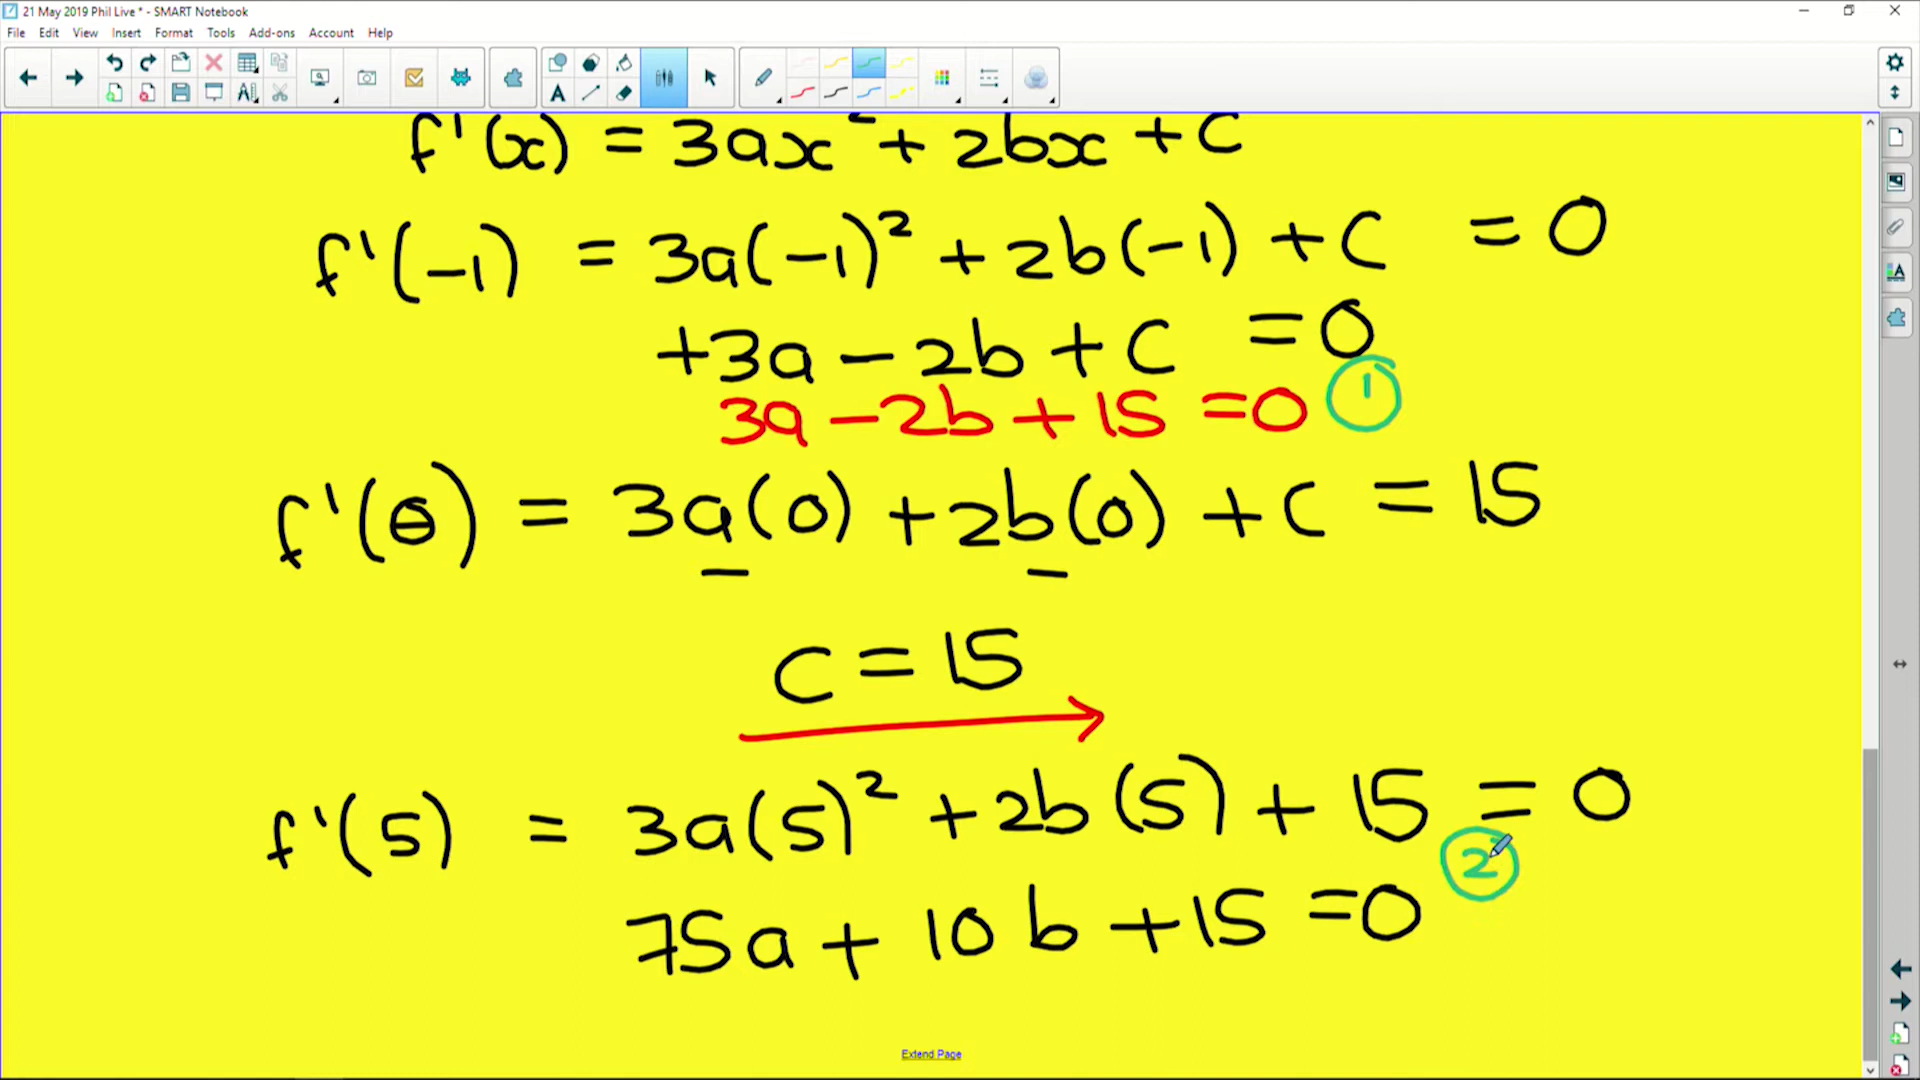 21 May 2019 Phil Live * - SMART Notebook
File Edit View Insert Format Tools Add-ons Account Help
f'(x) = 3ax² + 2bx + C
f'(-1) = 3a(-1)² + 2b(-1) + C = 0
+3a - 2b + C = 0
3a - 2b + 15 = 0 ①
f'(0) = 3a(0) + 2b(0) + C = 15
C = 15
f'(5) = 3a(5)² + 2b(5) + 15 = 0
②
75a + 10b + 15 = 0
Extend Page